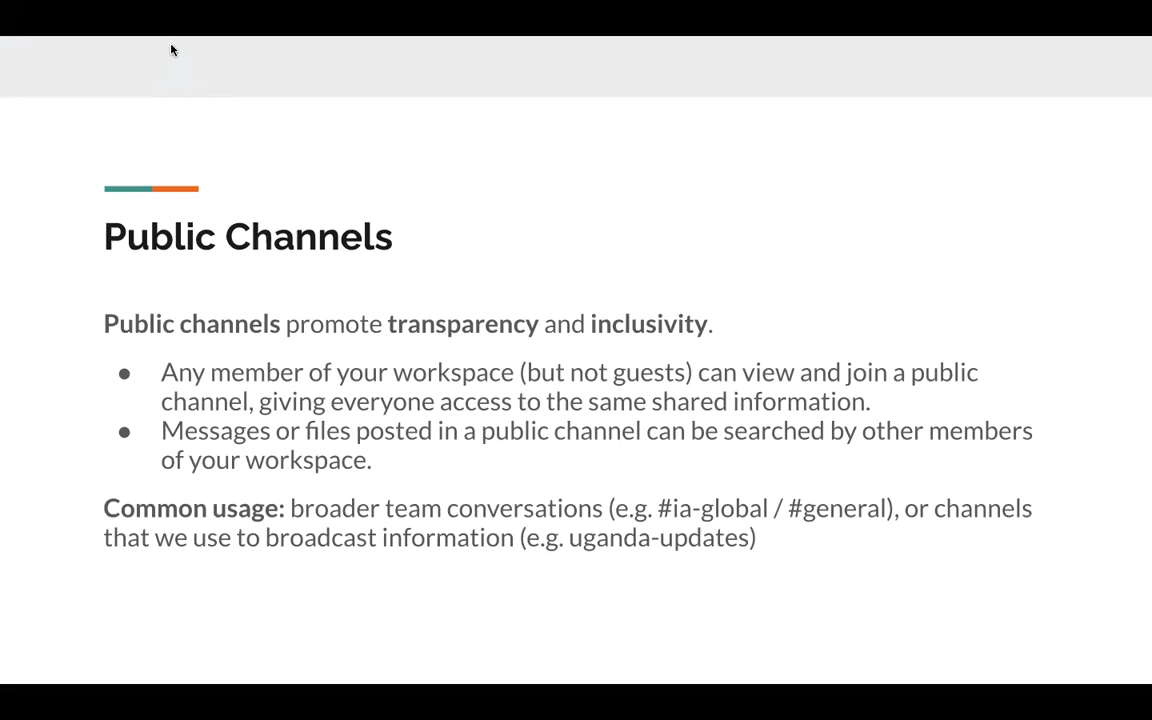 Public Channels
Public channels promote transparency and inclusivity.
● Any member of your workspace (but not guests) can view and join a public
channel, giving everyone access to the same shared information.
● Messages or files posted in a public channel can be searched by other members
of your workspace.
Common usage: broader team conversations (e.g. #ia-global / #general), or channels
that we use to broadcast information (e.g. uganda-updates)